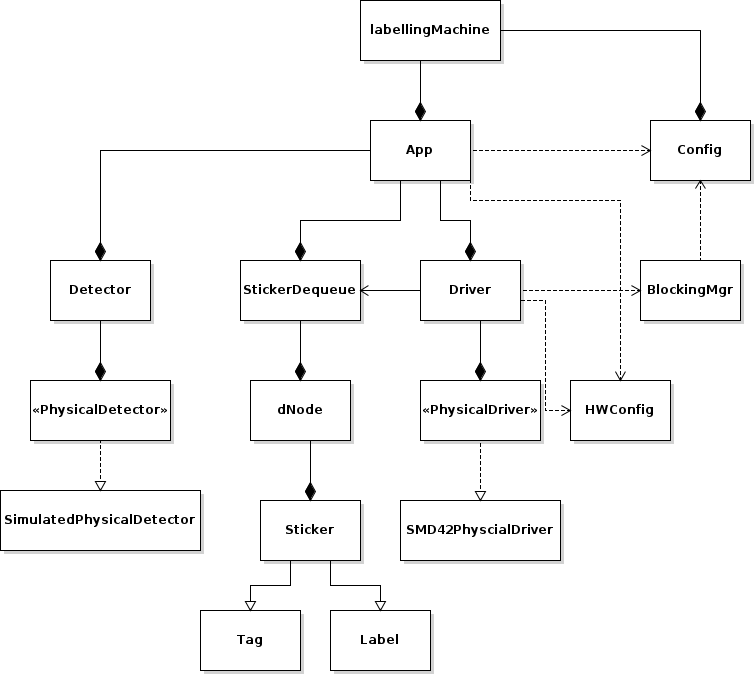 labellingMachine
App
Config
Detector
StickerDequeue
Driver
BlockingMgr
«PhysicalDetector»
dNode
«PhysicalDriver»
HWConfig
SimulatedPhysicalDetector
Sticker
SMD42PhyscialDriver
Tag
Label